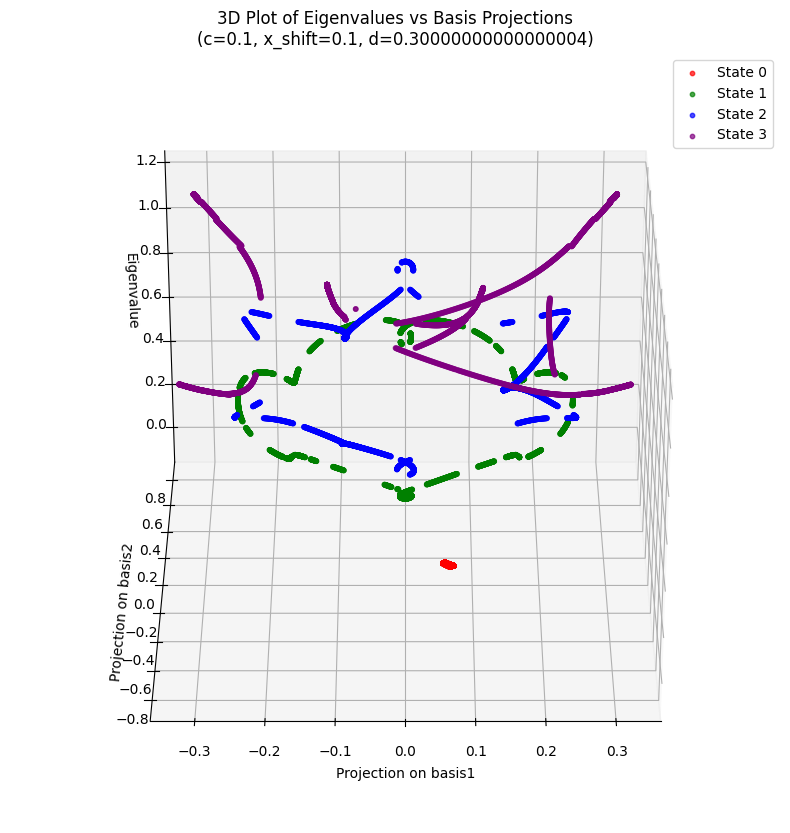 3D Plot of Eigenvalues vs Basis Projections
(c=0.1, x_shift=0.1, d=0.30000000000000004)
State 0
State 1
State 2
State 3
1.2
1.0
0.8
0.6
0.4
0.2
0.0
Eigenvalue
0.8
0.6
0.4
0.2
0.0
−0.2
−0.4
−0.6
−0.8
Projection on basis2
−0.3
−0.2
−0.1
0.0
0.1
0.2
0.3
Projection on basis1